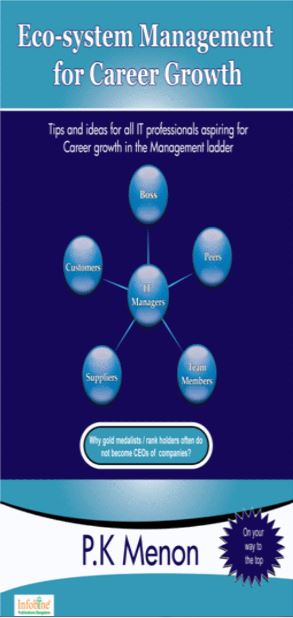 Eco-system Management
for Career Growth
Tips and ideas for all IT professionals aspiring for
Career growth in the Management ladder
Boss
Customers
Peers
IT
Managers
Suppliers
Team
Members
Why gold medalists / rank holders often do
not become CEOs of companies?
P.K Menon
On your
way to
the top
Publications Bangalore